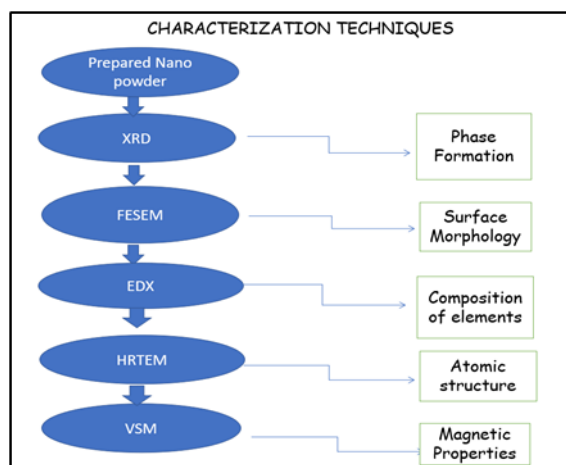 CHARACTERIZATION TECHNIQUES
Prepared Nano
powder
XRD
Phase
Formation
FESEM
Surface
Morphology
EDX
Composition
of elements
HRTEM
Atomic
structure
VSM
Magnetic
Properties